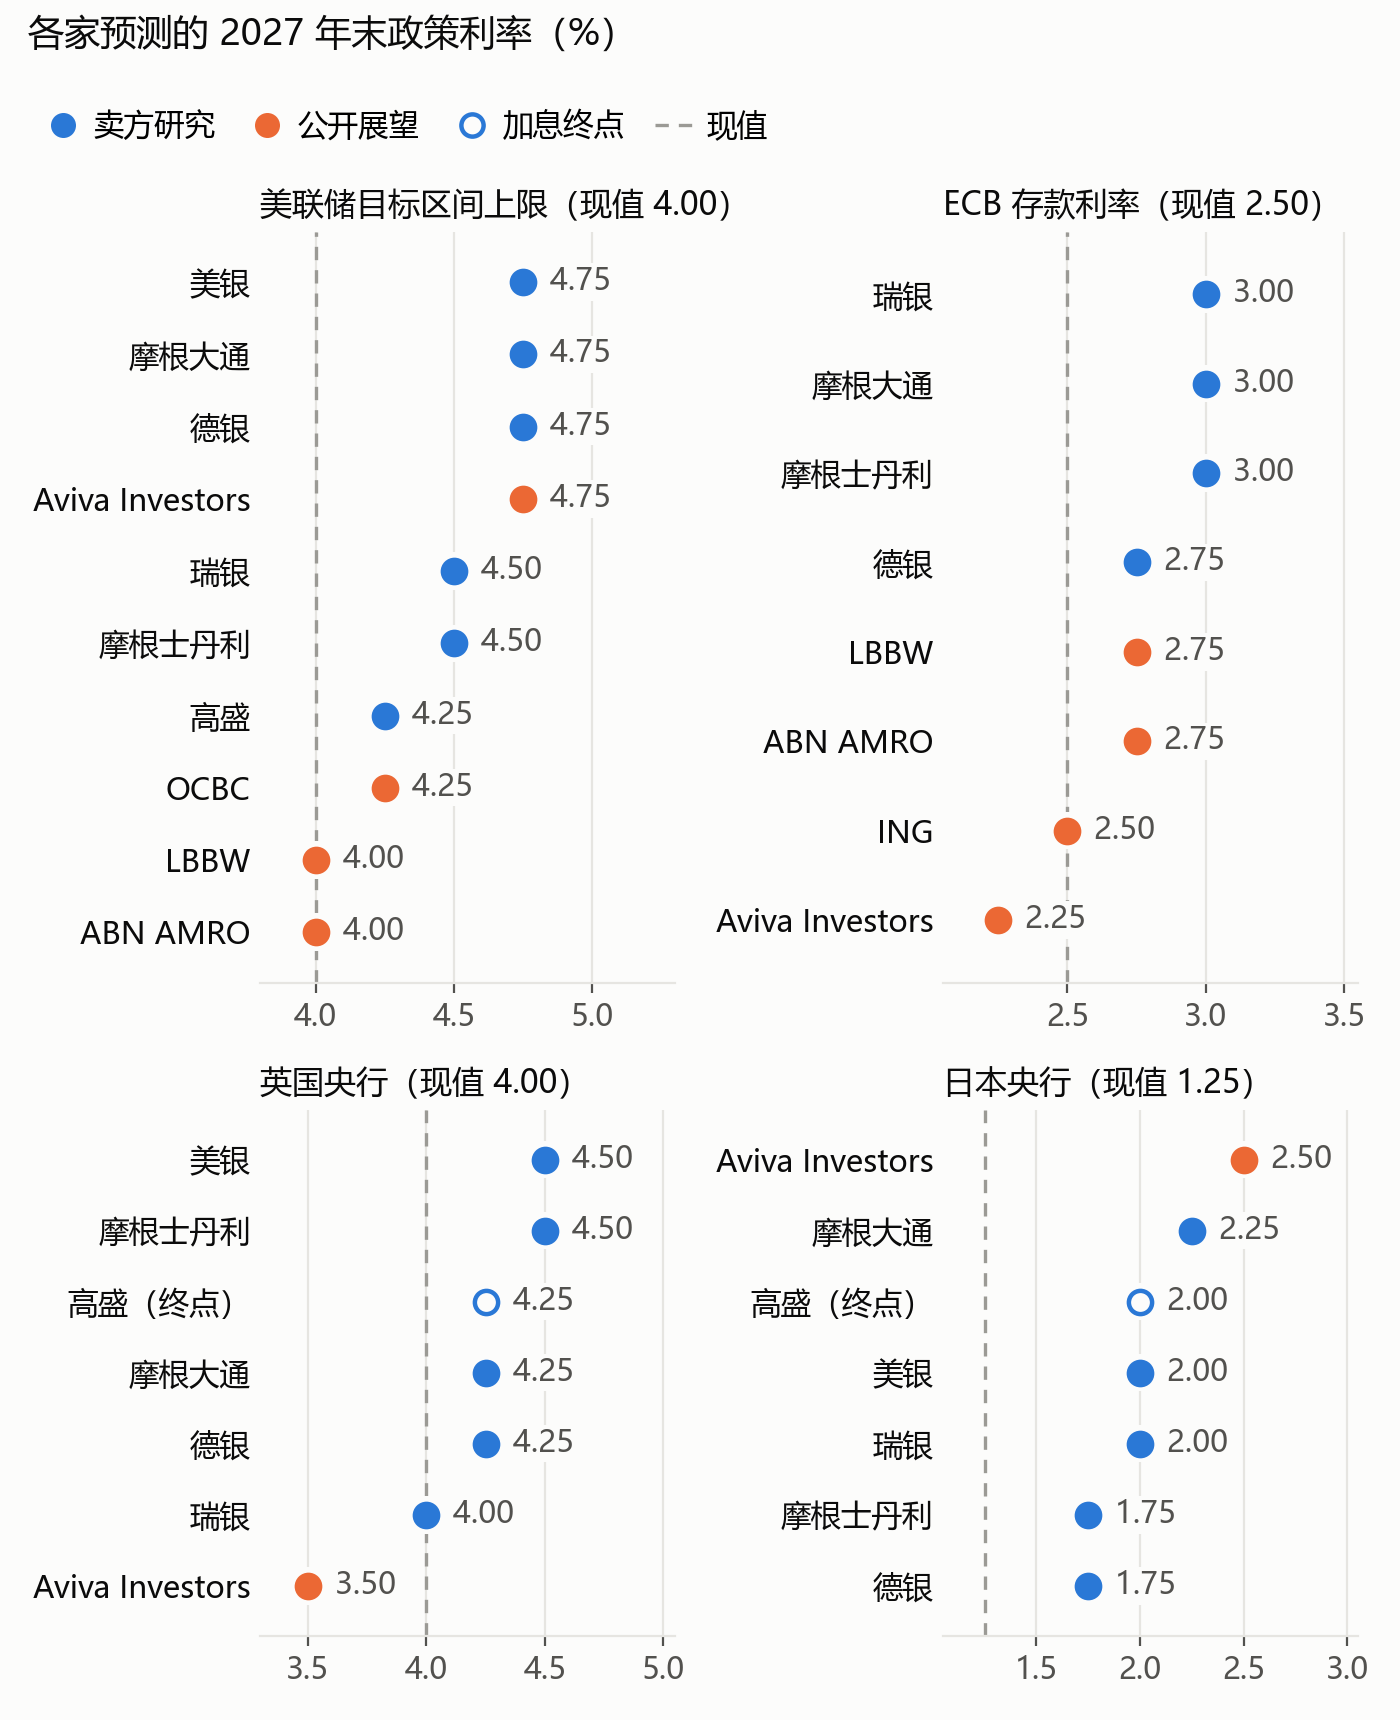 各家预测的 2027 年末政策利率（%）
卖方研究 公开展望 加息终点 现值
美联储目标区间上限（现值 4.00）
美银 4.75
摩根大通 4.75
德银 4.75
Aviva Investors 4.75
瑞银 4.50
摩根士丹利 4.50
高盛 4.25
OCBC 4.25
LBBW 4.00
ABN AMRO 4.00
4.0 4.5 5.0
ECB 存款利率（现值 2.50）
瑞银 3.00
摩根大通 3.00
摩根士丹利 3.00
德银 2.75
LBBW 2.75
ABN AMRO 2.75
ING 2.50
Aviva Investors 2.25
2.5 3.0 3.5
英国央行（现值 4.00）
美银 4.50
摩根士丹利 4.50
高盛（终点） 4.25
摩根大通 4.25
德银 4.25
瑞银 4.00
Aviva Investors 3.50
3.5 4.0 4.5 5.0
日本央行（现值 1.25）
Aviva Investors 2.50
摩根大通 2.25
高盛（终点） 2.00
美银 2.00
瑞银 2.00
摩根士丹利 1.75
德银 1.75
1.5 2.0 2.5 3.0